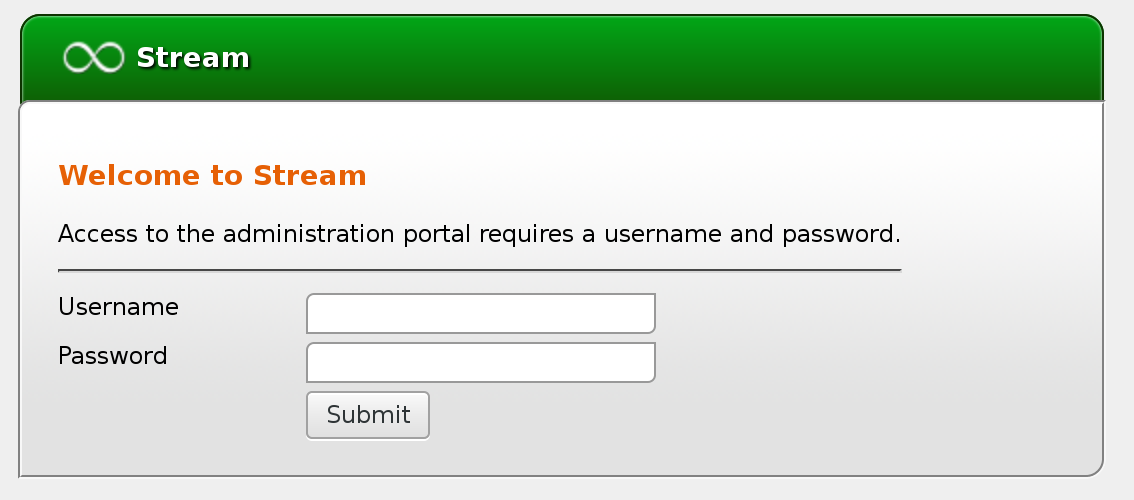 Stream
Welcome to Stream
Access to the administration portal requires a username and password.
Username
Password
Submit